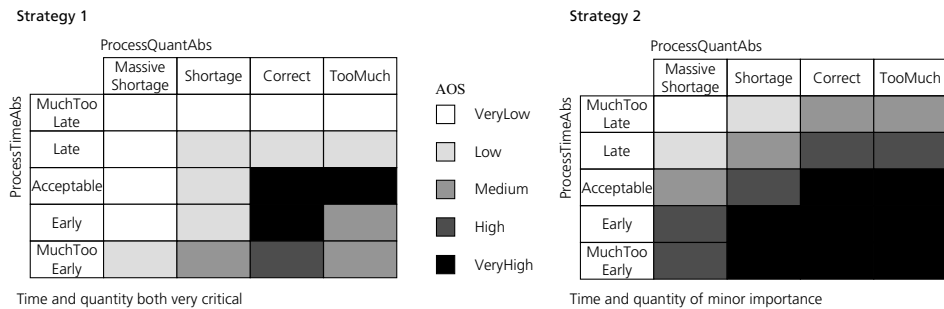 Strategy 1
ProcessQuantAbs
Massive Shortage
Shortage
Correct
TooMuch
ProcessTimeAbs
MuchToo Late
Late
Acceptable
Early
MuchToo Early
Time and quantity both very critical
AOS
VeryLow
Low
Medium
High
VeryHigh
Strategy 2
ProcessQuantAbs
Massive Shortage
Shortage
Correct
TooMuch
ProcessTimeAbs
MuchToo Late
Late
Acceptable
Early
MuchToo Early
Time and quantity of minor importance